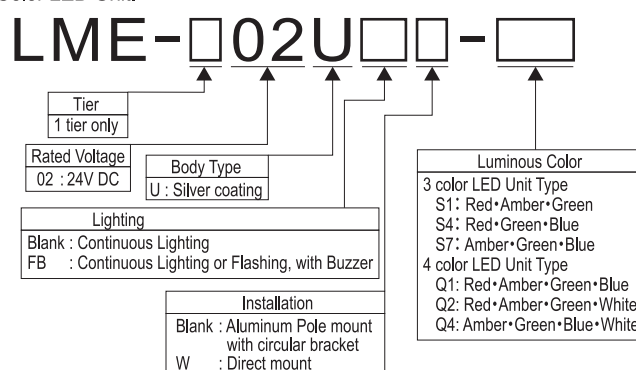 LME-□02U□□-□
Tier
1 tier only
Rated Voltage
02 : 24V DC
Body Type
U : Silver coating
Lighting
Blank : Continuous Lighting
FB : Continuous Lighting or Flashing, with Buzzer
Installation
Blank : Aluminum Pole mount
with circular bracket
W : Direct mount
Luminous Color
3 color LED Unit Type
S1: Red•Amber•Green
S4: Red•Green•Blue
S7: Amber•Green•Blue
4 color LED Unit Type
Q1: Red•Amber•Green•Blue
Q2: Red•Amber•Green•White
Q4: Amber•Green•Blue•White